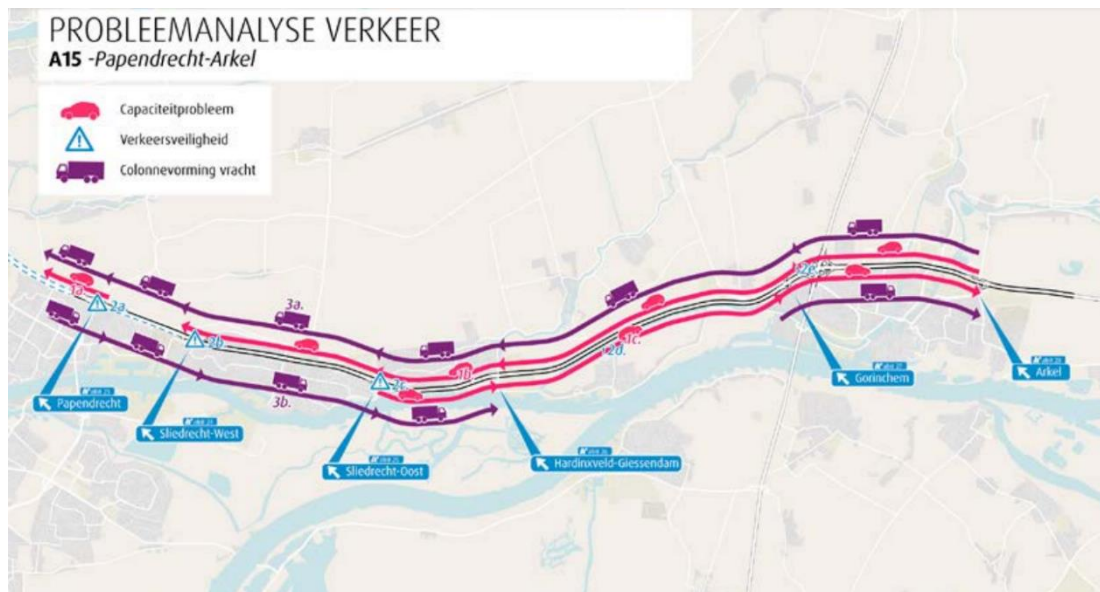 PROBLEEMANALYSE VERKEER
A15 -Papendrecht-Arkel
Capaciteitprobleem
Verkeersveiligheid
Colonnevorming vracht
1a.
2a.
2b.
3a.
3b.
2c.
1b.
1c.
2d.
2e.
Papendrecht
Sliedrecht-West
Sliedrecht-Oost
Hardinxveld-Giessendam
Gorinchem
Arkel